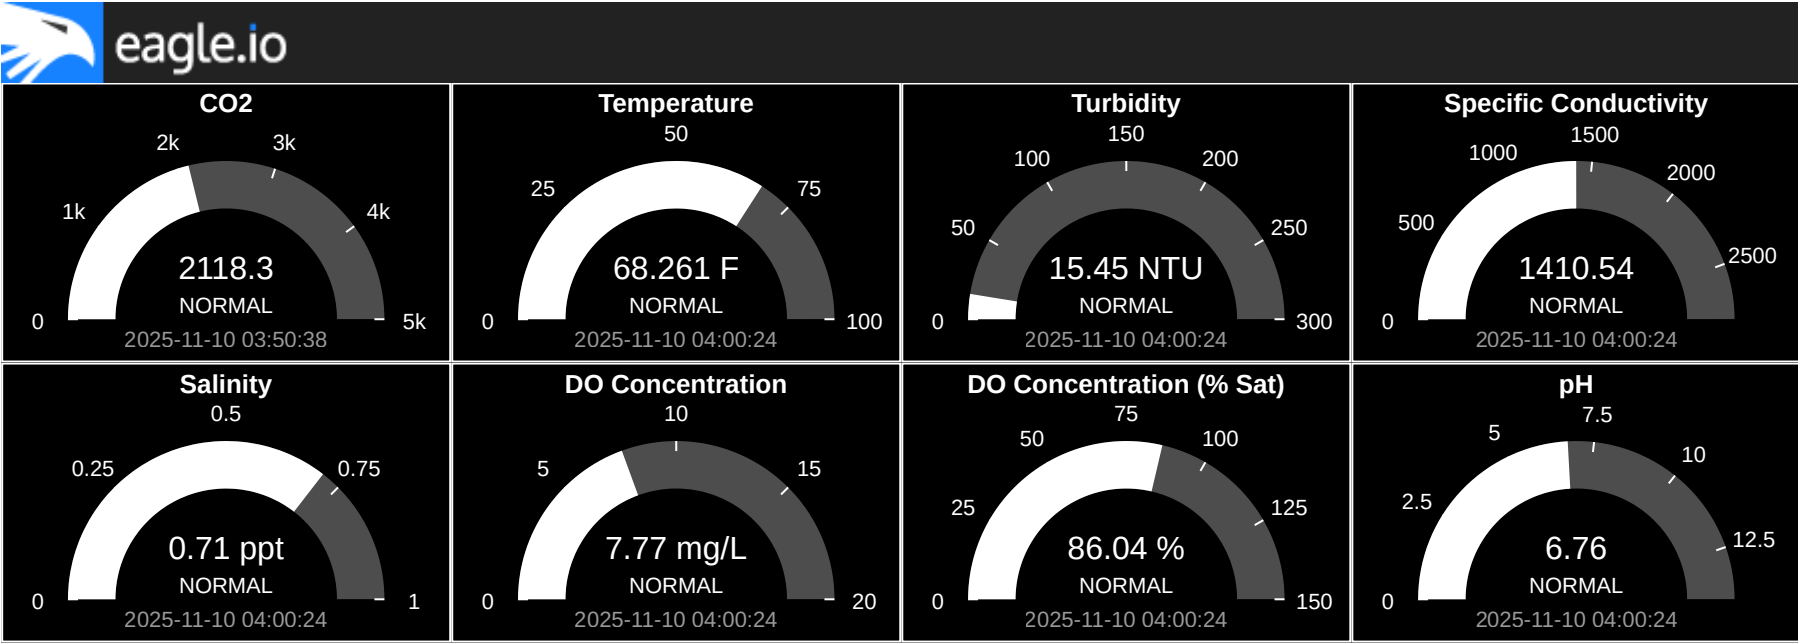 eagle.io
CO2
0
1k
2k
3k
4k
5k
2118.3
NORMAL
2025-11-10 03:50:38
Temperature
0
25
50
75
100
68.261 F
NORMAL
2025-11-10 04:00:24
Turbidity
0
50
100
150
200
250
300
15.45 NTU
NORMAL
2025-11-10 04:00:24
Specific Conductivity
0
500
1000
1500
2000
2500
1410.54
NORMAL
2025-11-10 04:00:24
Salinity
0
0.25
0.5
0.75
1
0.71 ppt
NORMAL
2025-11-10 04:00:24
DO Concentration
0
5
10
15
20
7.77 mg/L
NORMAL
2025-11-10 04:00:24
DO Concentration (% Sat)
0
25
50
75
100
125
150
86.04 %
NORMAL
2025-11-10 04:00:24
pH
0
2.5
5
7.5
10
12.5
6.76
NORMAL
2025-11-10 04:00:24